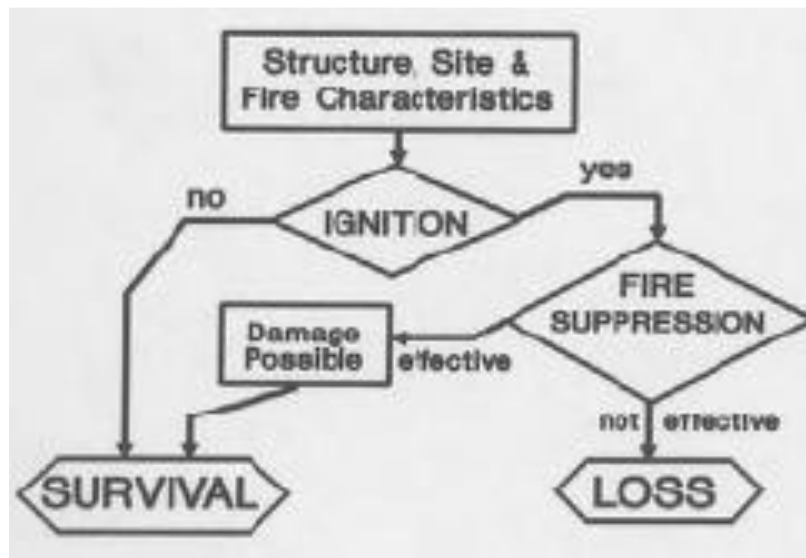 Structure, Site &
Fire Characteristics
no
yes
IGNITION
FIRE
SUPPRESSION
Damage
Possible
effective
not effective
SURVIVAL
LOSS